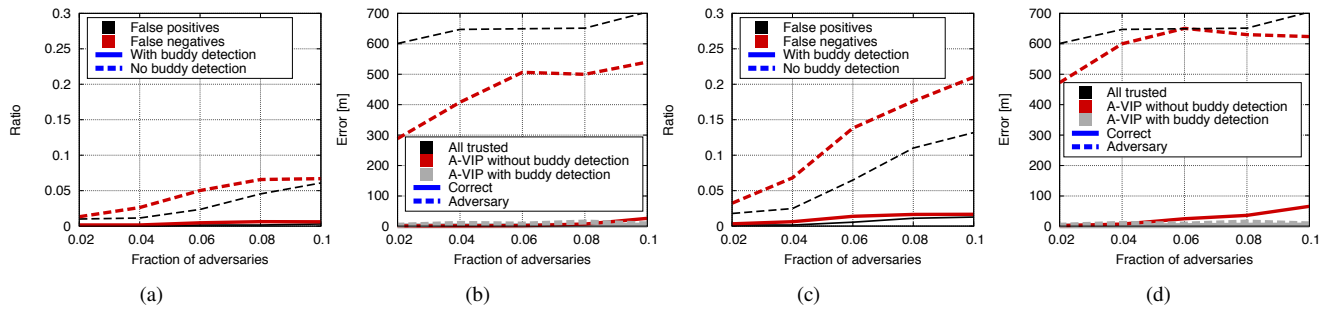 0.3
0.25
0.2
0.15
0.1
0.05
0
Ratio
False positives
False negatives
With buddy detection
No buddy detection
0.02 0.04 0.06 0.08 0.1
Fraction of adversaries
(a)
700
600
500
400
300
200
100
0
Error [m]
All trusted
A-VIP without buddy detection
A-VIP with buddy detection
Correct
Adversary
0.02 0.04 0.06 0.08 0.1
Fraction of adversaries
(b)
0.3
0.25
0.2
0.15
0.1
0.05
0
Ratio
False positives
False negatives
With buddy detection
No buddy detection
0.02 0.04 0.06 0.08 0.1
Fraction of adversaries
(c)
700
600
500
400
300
200
100
0
Error [m]
All trusted
A-VIP without buddy detection
A-VIP with buddy detection
Correct
Adversary
0.02 0.04 0.06 0.08 0.1
Fraction of adversaries
(d)